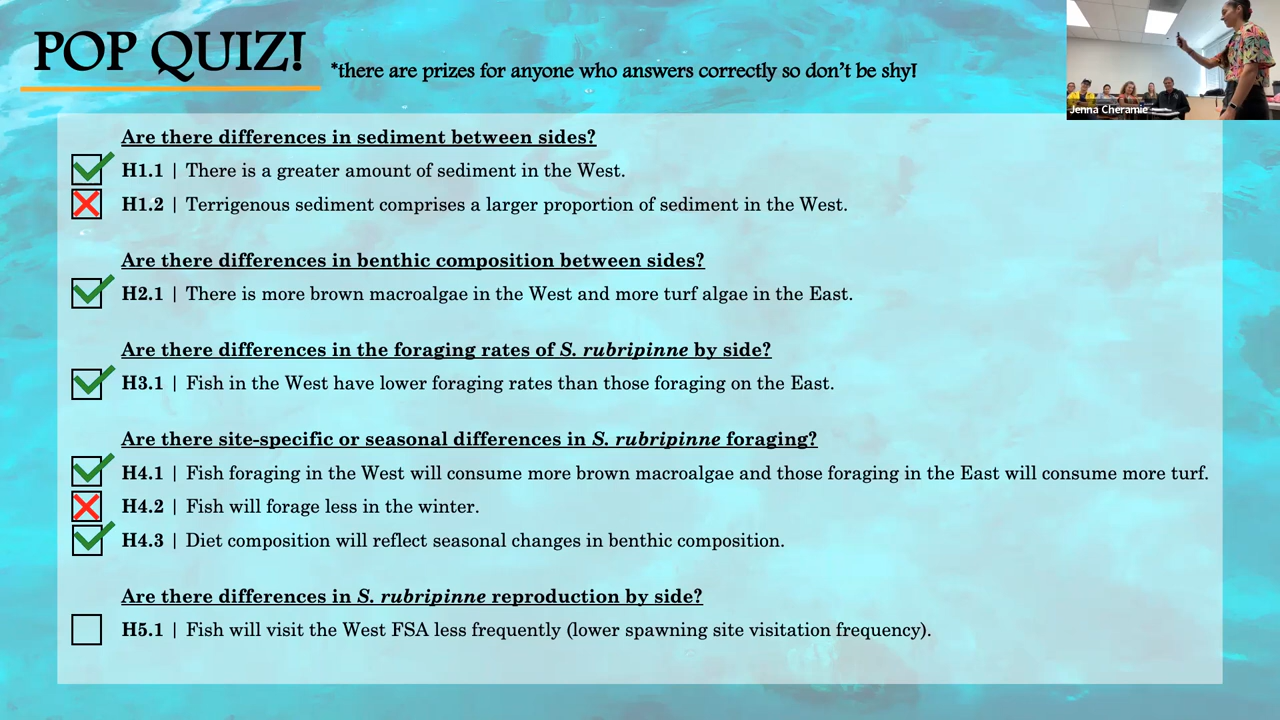 POP QUIZ!
*there are prizes for anyone who answers correctly so don't be shy!
Jenna Cheramie
Are there differences in sediment between sides?
H1.1 | There is a greater amount of sediment in the West.
H1.2 | Terrigenous sediment comprises a larger proportion of sediment in the West.
Are there differences in benthic composition between sides?
H2.1 | There is more brown macroalgae in the West and more turf algae in the East.
Are there differences in the foraging rates of S. rubripinne by side?
H3.1 | Fish in the West have lower foraging rates than those foraging on the East.
Are there site-specific or seasonal differences in S. rubripinne foraging?
H4.1 | Fish foraging in the West will consume more brown macroalgae and those foraging in the East will consume more turf.
H4.2 | Fish will forage less in the winter.
H4.3 | Diet composition will reflect seasonal changes in benthic composition.
Are there differences in S. rubripinne reproduction by side?
H5.1 | Fish will visit the West FSA less frequently (lower spawning site visitation frequency).